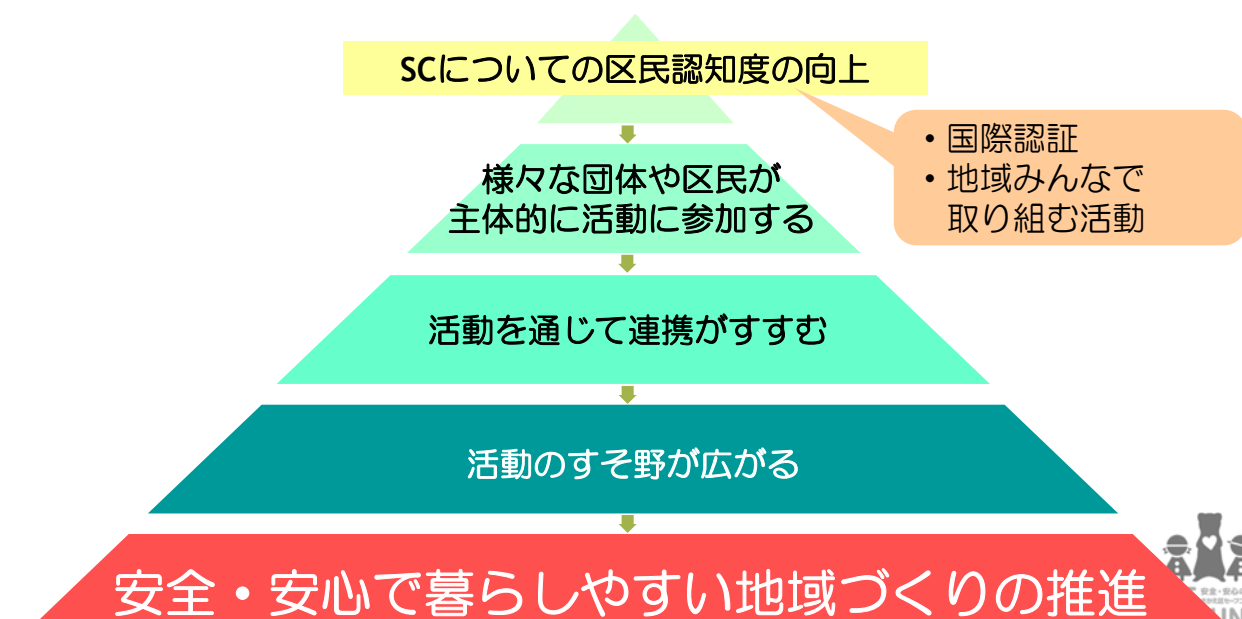 SCについての区民認知度の向上
・国際認証
・地域みんなで
取り組む活動
様々な団体や区民が
主体的に活動に参加する
活動を通じて連携がすすむ
活動のすそ野が広がる
安全・安心で暮らしやすい地域づくりの推進